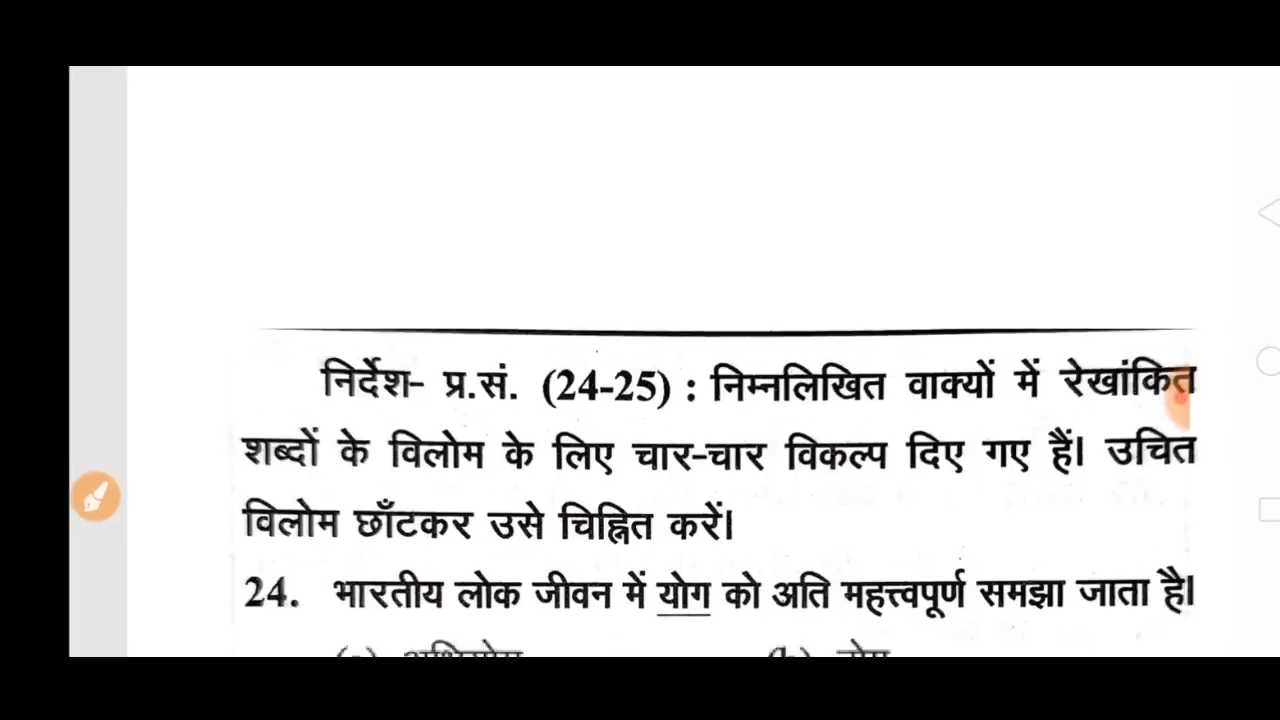 निर्देश- प्र.सं. (24-25) : निम्नलिखित वाक्यों में रेखांकित
शब्दों के विलोम के लिए चार-चार विकल्प दिए गए हैं। उचित
विलोम छाँटकर उसे चिह्नित करें।
24. भारतीय लोक जीवन में योग को अति महत्त्वपूर्ण समझा जाता है।